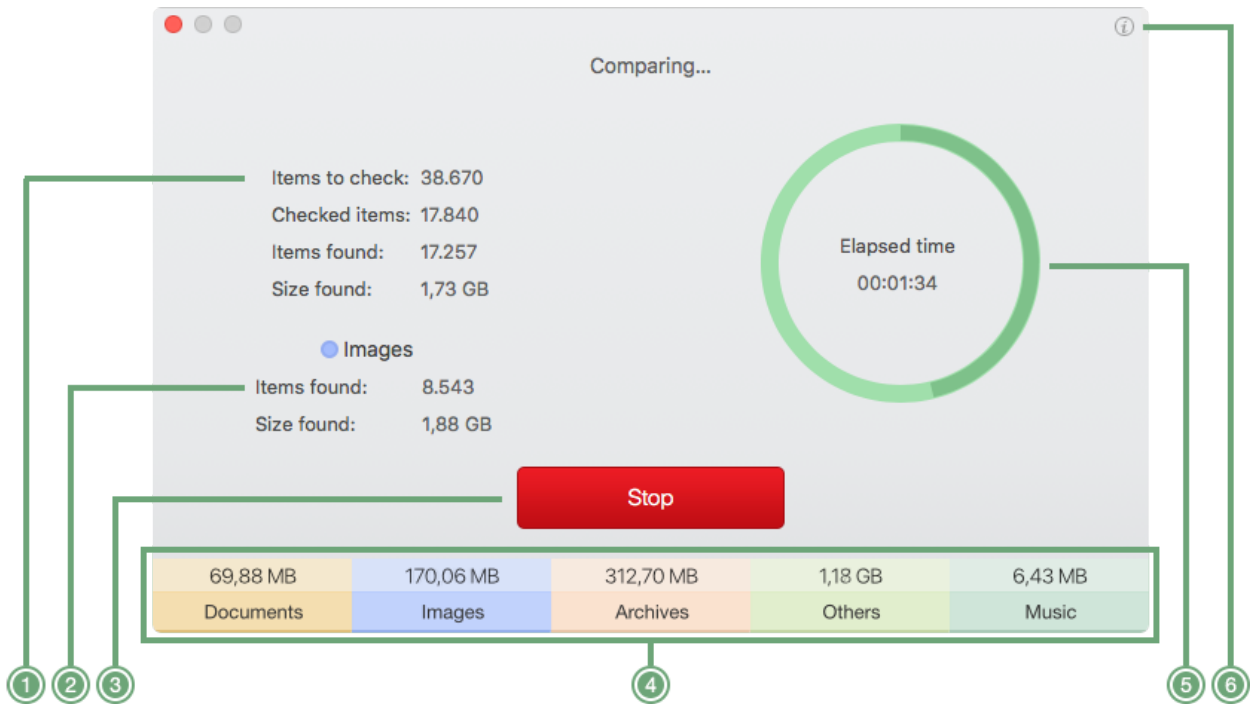 Comparing...
Items to check: 38.670
Checked items: 17.840
Items found: 17.257
Size found: 1,73 GB
Elapsed time
00:01:34
Images
Items found: 8.543
Size found: 1,88 GB
Stop
69,88 MB 170,06 MB 312,70 MB 1,18 GB 6,43 MB
Documents Images Archives Others Music
1 2 3 4 5 6